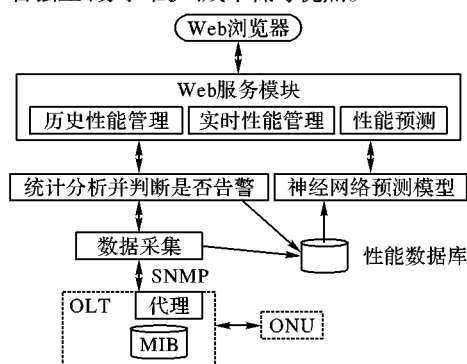 Web浏览器
Web服务模块
历史性能管理 实时性能管理 性能预测
统计分析并判断是否告警 神经网络预测模型
数据采集 性能数据库
SNMP
OLT 代理
ONU
MIB